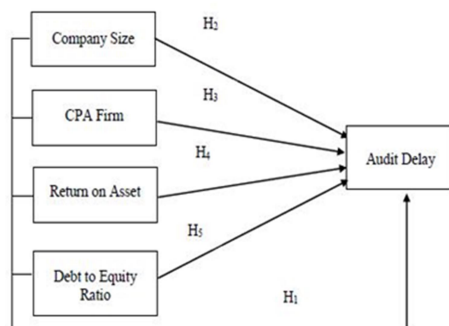 Company Size
H₂
CPA Firm
H₃
H₄
Audit Delay
Return on Asset
H₅
Debt to Equity
Ratio
H₁